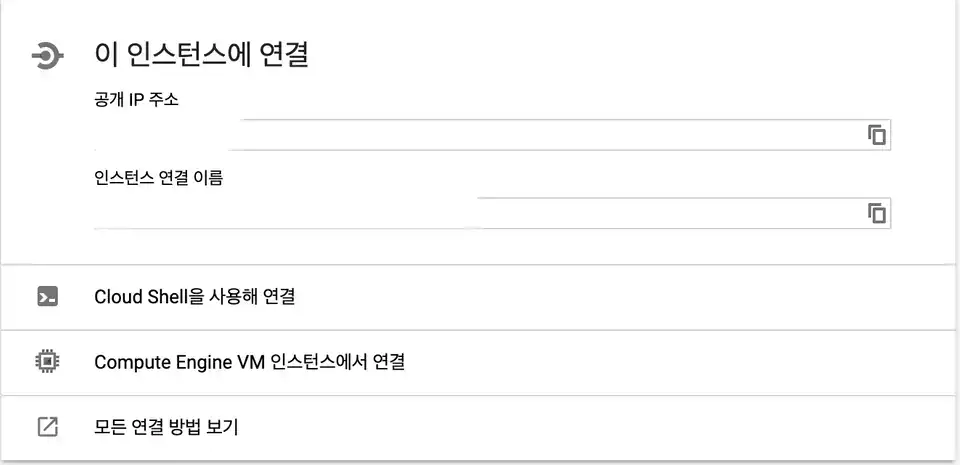 이 인스턴스에 연결
공개 IP 주소
인스턴스 연결 이름
Cloud Shell을 사용해 연결
Compute Engine VM 인스턴스에서 연결
모든 연결 방법 보기